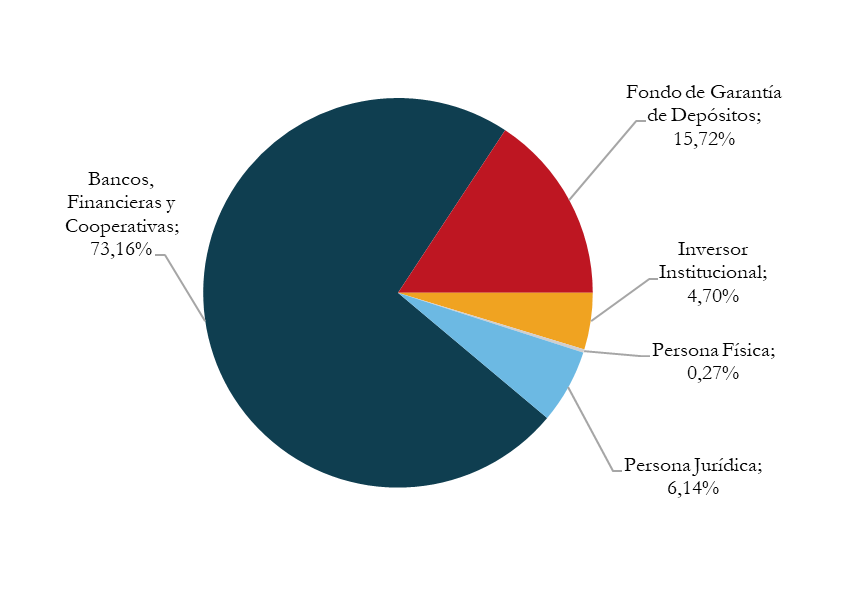 Fondo de Garantía
de Depósitos;
15,72%
Bancos,
Financieras y
Cooperativas;
73,16%
Inversor
Institucional;
4,70%
Persona Física;
0,27%
Persona Jurídica;
6,14%